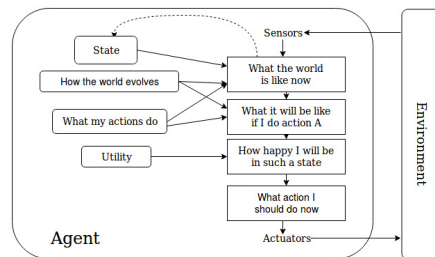 Sensors
State
What the world
is like now
How the world evolves
What it will be like
if I do action A
What my actions do
How happy I will be
in such a state
Utility
What action I
should do now
Agent
Actuators
Environment